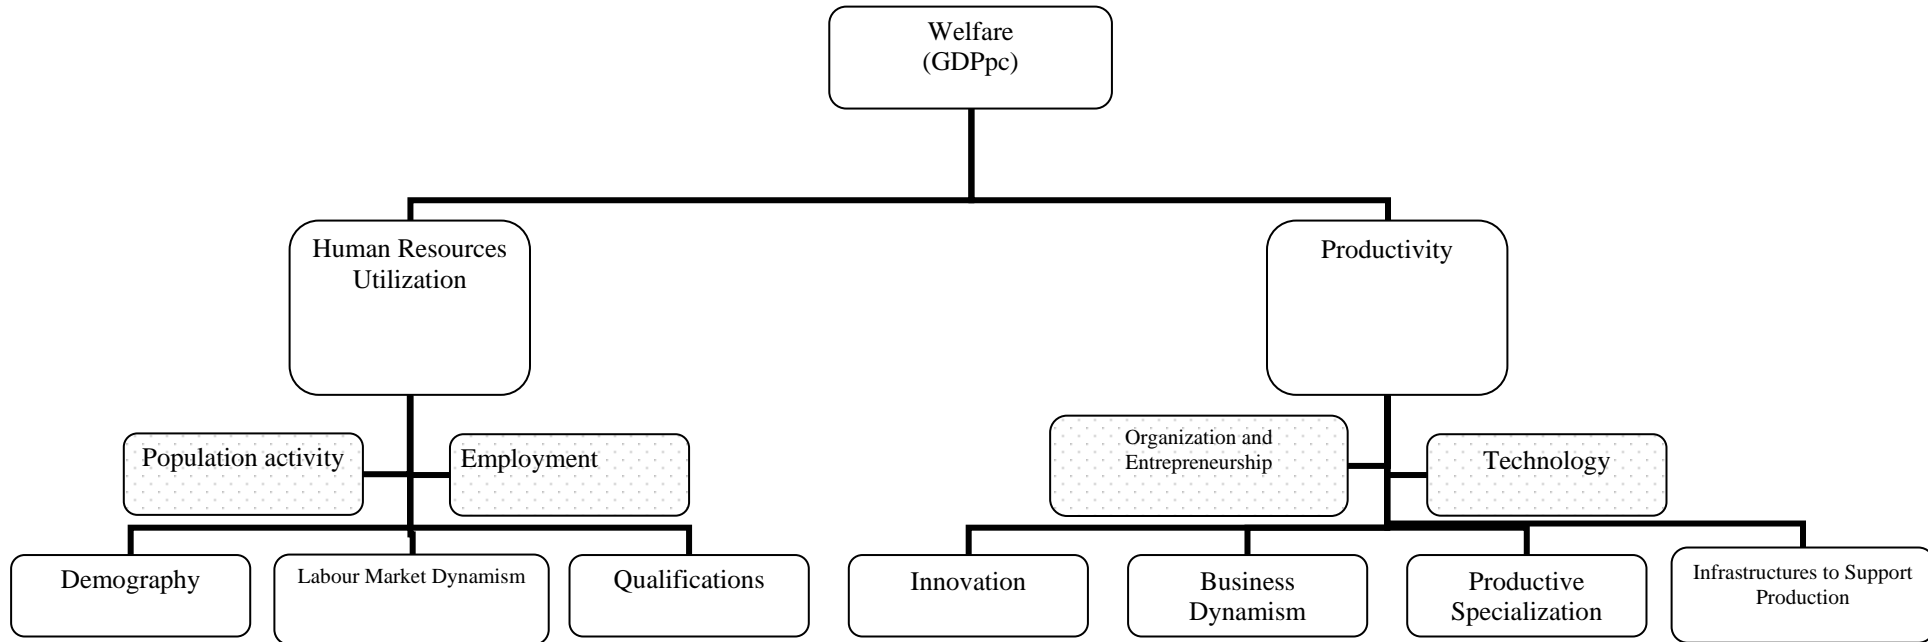 Welfare
(GDPpc)
Human Resources
Utilization
Productivity
Population activity
Employment
Organization and
Entrepreneurship
Technology
Demography
Labour Market Dynamism
Qualifications
Innovation
Business
Dynamism
Productive
Specialization
Infrastructures to Support
Production